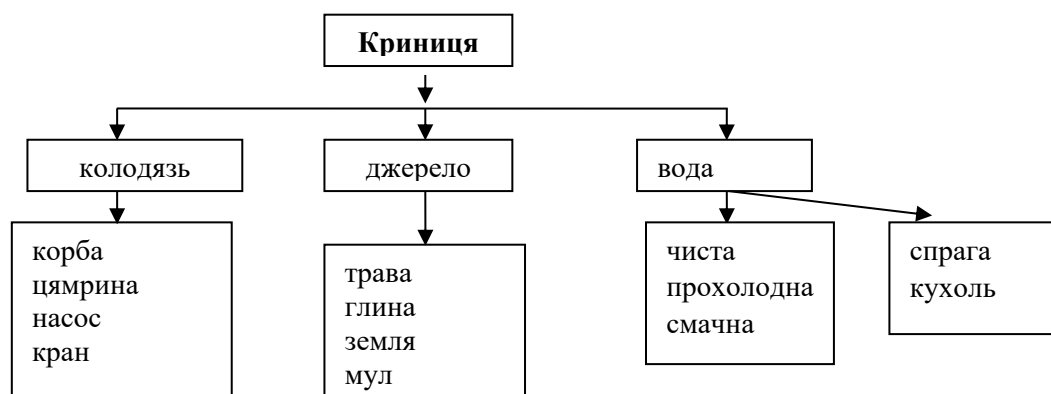 Криниця
колодязь
джерело
вода
корба
цямрина
насос
кран
трава
глина
земля
мул
чиста
прохолодна
смачна
спрага
кухоль